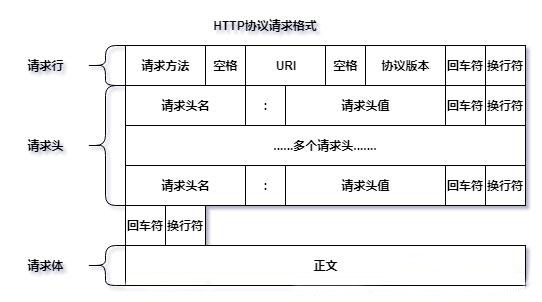 HTTP协议请求格式
请求行 请求方法 空格 URI 空格 协议版本 回车符 换行符
请求头名 : 请求头值 回车符 换行符
请求头 ......多个请求头.......
请求头名 : 请求头值 回车符 换行符
回车符 换行符
请求体 正文